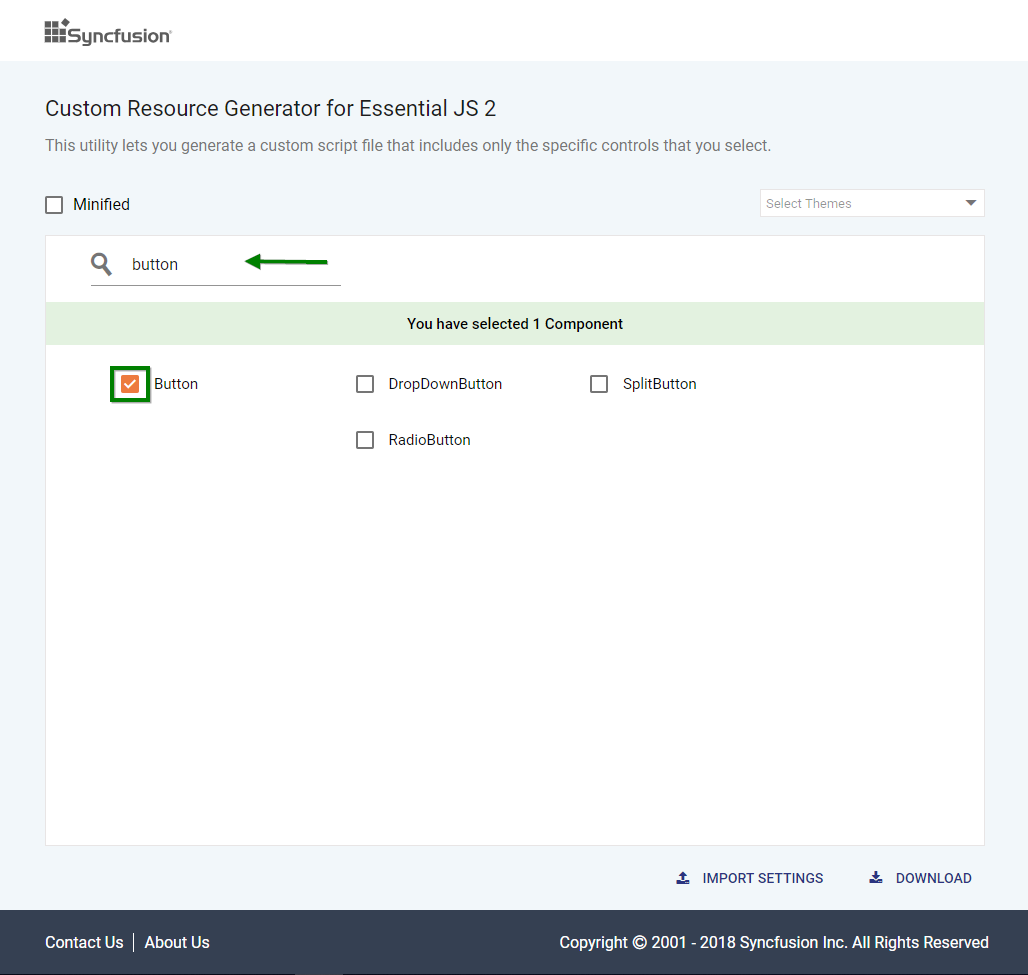 Syncfusion
Custom Resource Generator for Essential JS 2
This utility lets you generate a custom script file that includes only the specific controls that you select.
Minified
Select Themes
button
You have selected 1 Component
Button
DropDownButton
SplitButton
RadioButton
IMPORT SETTINGS
DOWNLOAD
Contact Us
About Us
Copyright © 2001 - 2018 Syncfusion Inc. All Rights Reserved